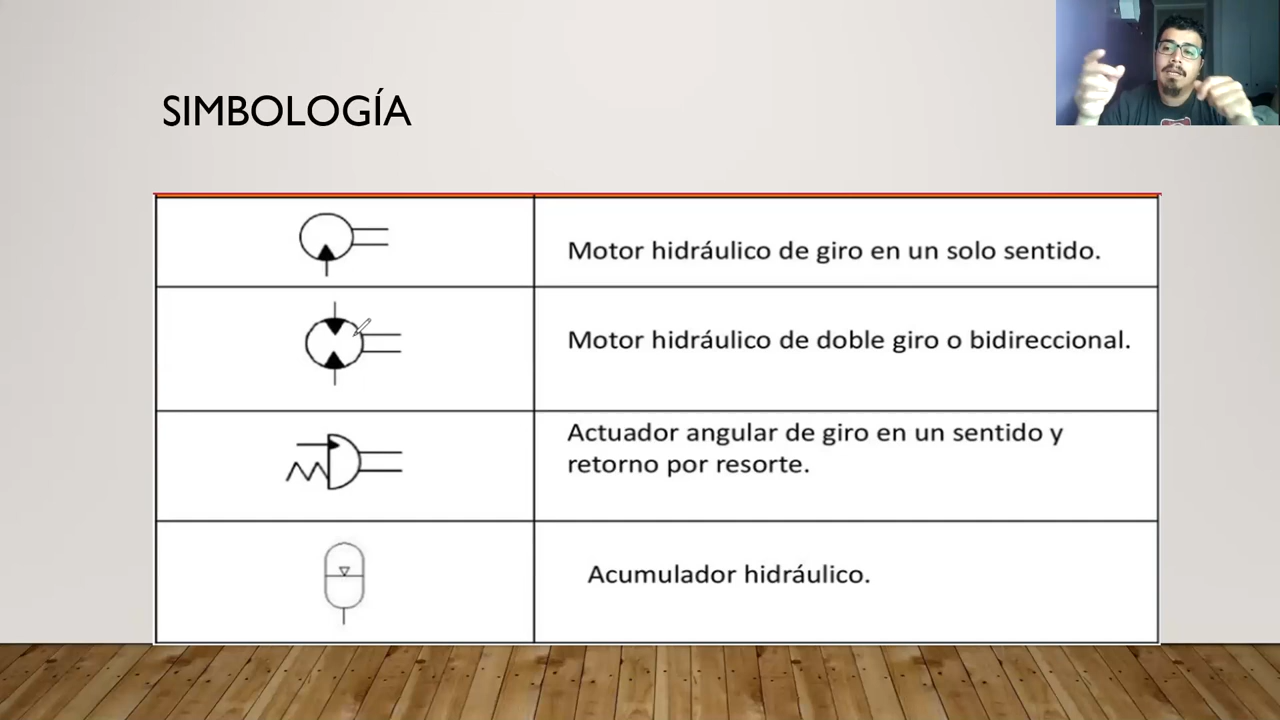 SIMBOLOGÍA
Motor hidráulico de giro en un solo sentido.
Motor hidráulico de doble giro o bidireccional.
Actuador angular de giro en un sentido y
retorno por resorte.
Acumulador hidráulico.